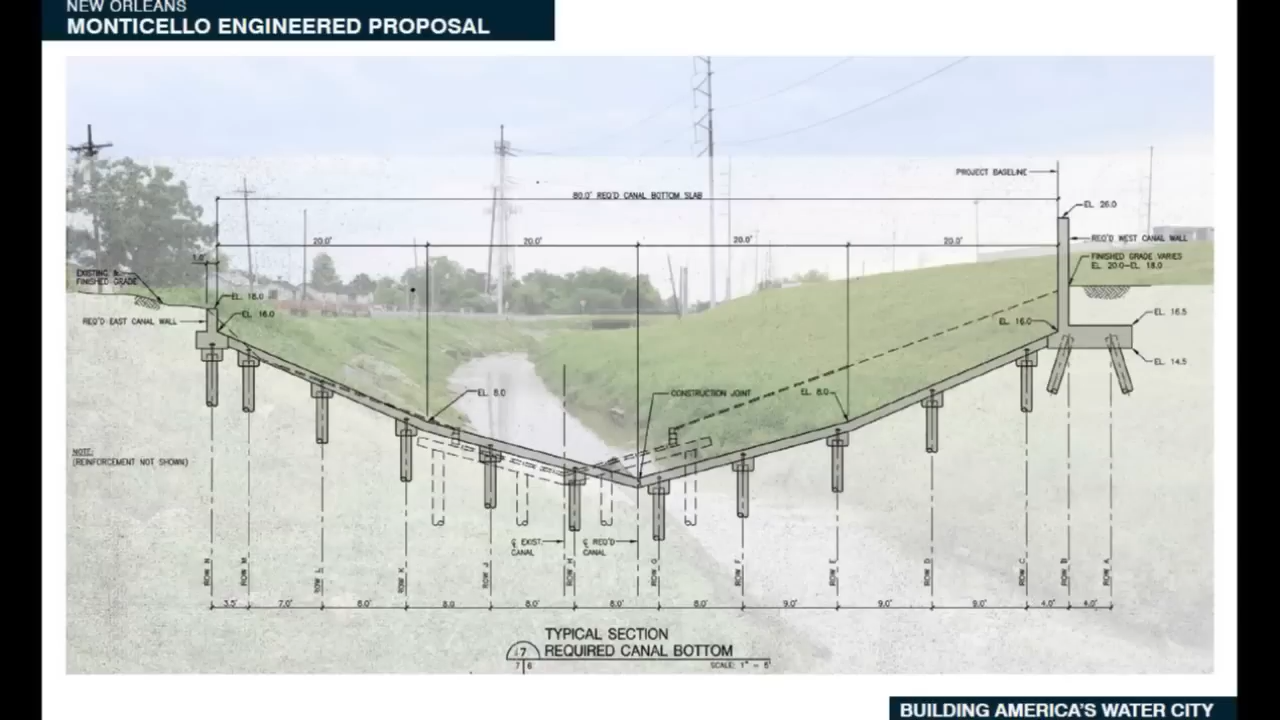 NEW ORLEANS
MONTICELLO ENGINEERED PROPOSAL
PROJECT BASELINE
80.0' REQ'D CANAL BOTTOM SLAB
EL. 26.0
20.0'
20.0'
20.0'
20.0'
REQ'D WEST CANAL WALL
FINISHED GRADE VARIES
EL. 20.0-EL. 18.0
EXISTING &
FINISHED GRADE
EL. 18.0
EL. 16.0
REQ'D EAST CANAL WALL
EL. 16.0
EL. 16.5
EL. 14.5
EL. 8.0
CONSTRUCTION JOINT
EL. 8.0
NOTE:
(REINFORCEMENT NOT SHOWN)
℄ EXIST.
CANAL
℄ REQ'D
CANAL
ROW N
ROW M
ROW L
ROW K
ROW J
ROW H
ROW G
ROW F
ROW E
ROW D
ROW C
ROW B
ROW A
3.5'
7.0'
8.0'
8.0
8.0'
8.0'
8.0'
9.0'
9.0'
9.0'
4.0'
4.0'
TYPICAL SECTION
REQUIRED CANAL BOTTOM
SCALE: 1" = 5'
BUILDING AMERICA'S WATER CITY